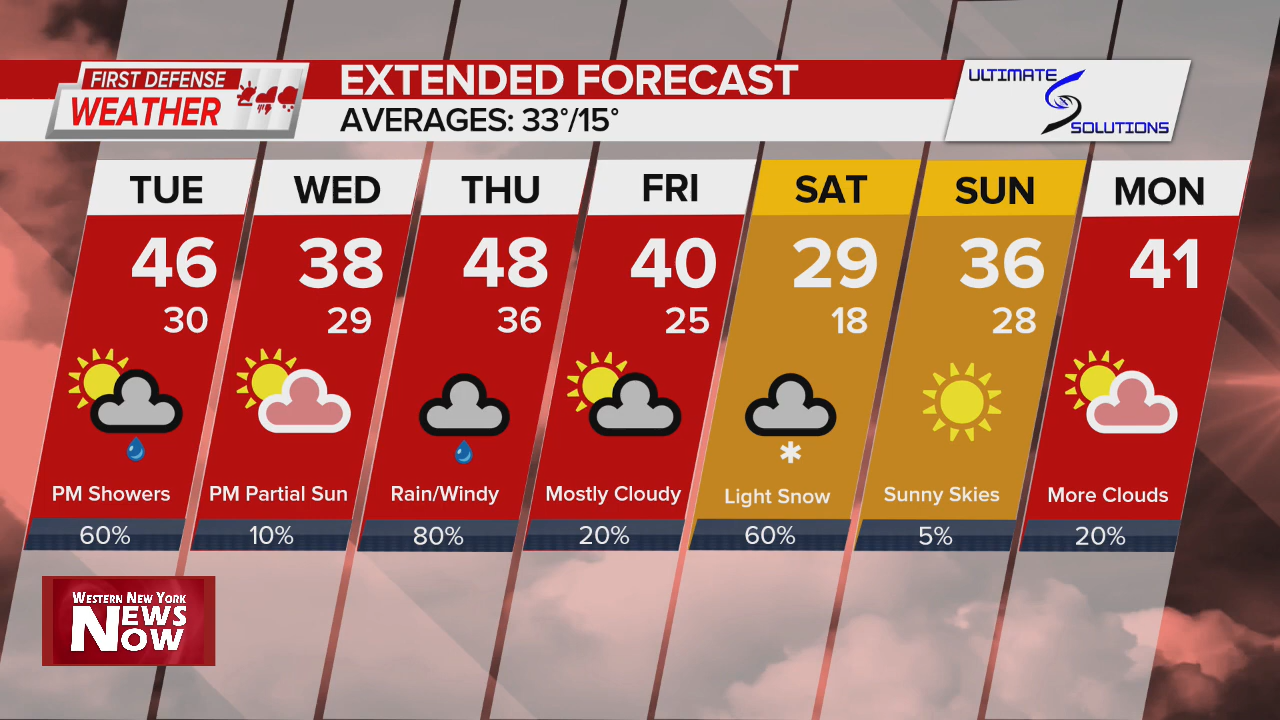 FIRST DEFENSE
WEATHER
EXTENDED FORECAST
AVERAGES: 33°/15°
ULTIMATE
SOLUTIONS
TUE WED THU FRI SAT SUN MON
46 38 48 40 29 36 41
30 29 36 25 18 28
PM Showers PM Partial Sun Rain/Windy Mostly Cloudy Light Snow Sunny Skies More Clouds
60% 10% 80% 20% 60% 5% 20%
WESTERN NEW YORK
NEWS
NOW